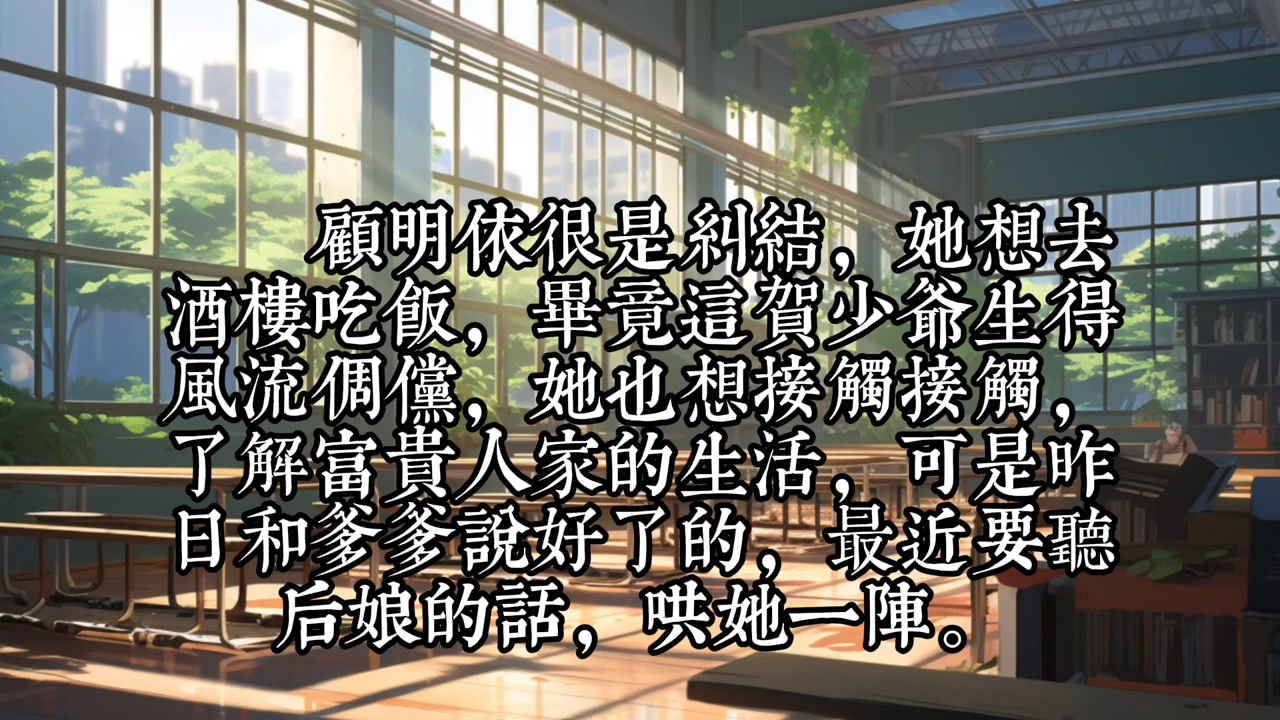 顧明依很是糾結，她想去
酒樓吃飯，畢竟這賀少爺生得
風流倜儻，她也想接觸接觸，
了解富貴人家的生活，可是昨
日和爹爹說好了的，最近要聽
后娘的話，哄她一陣。